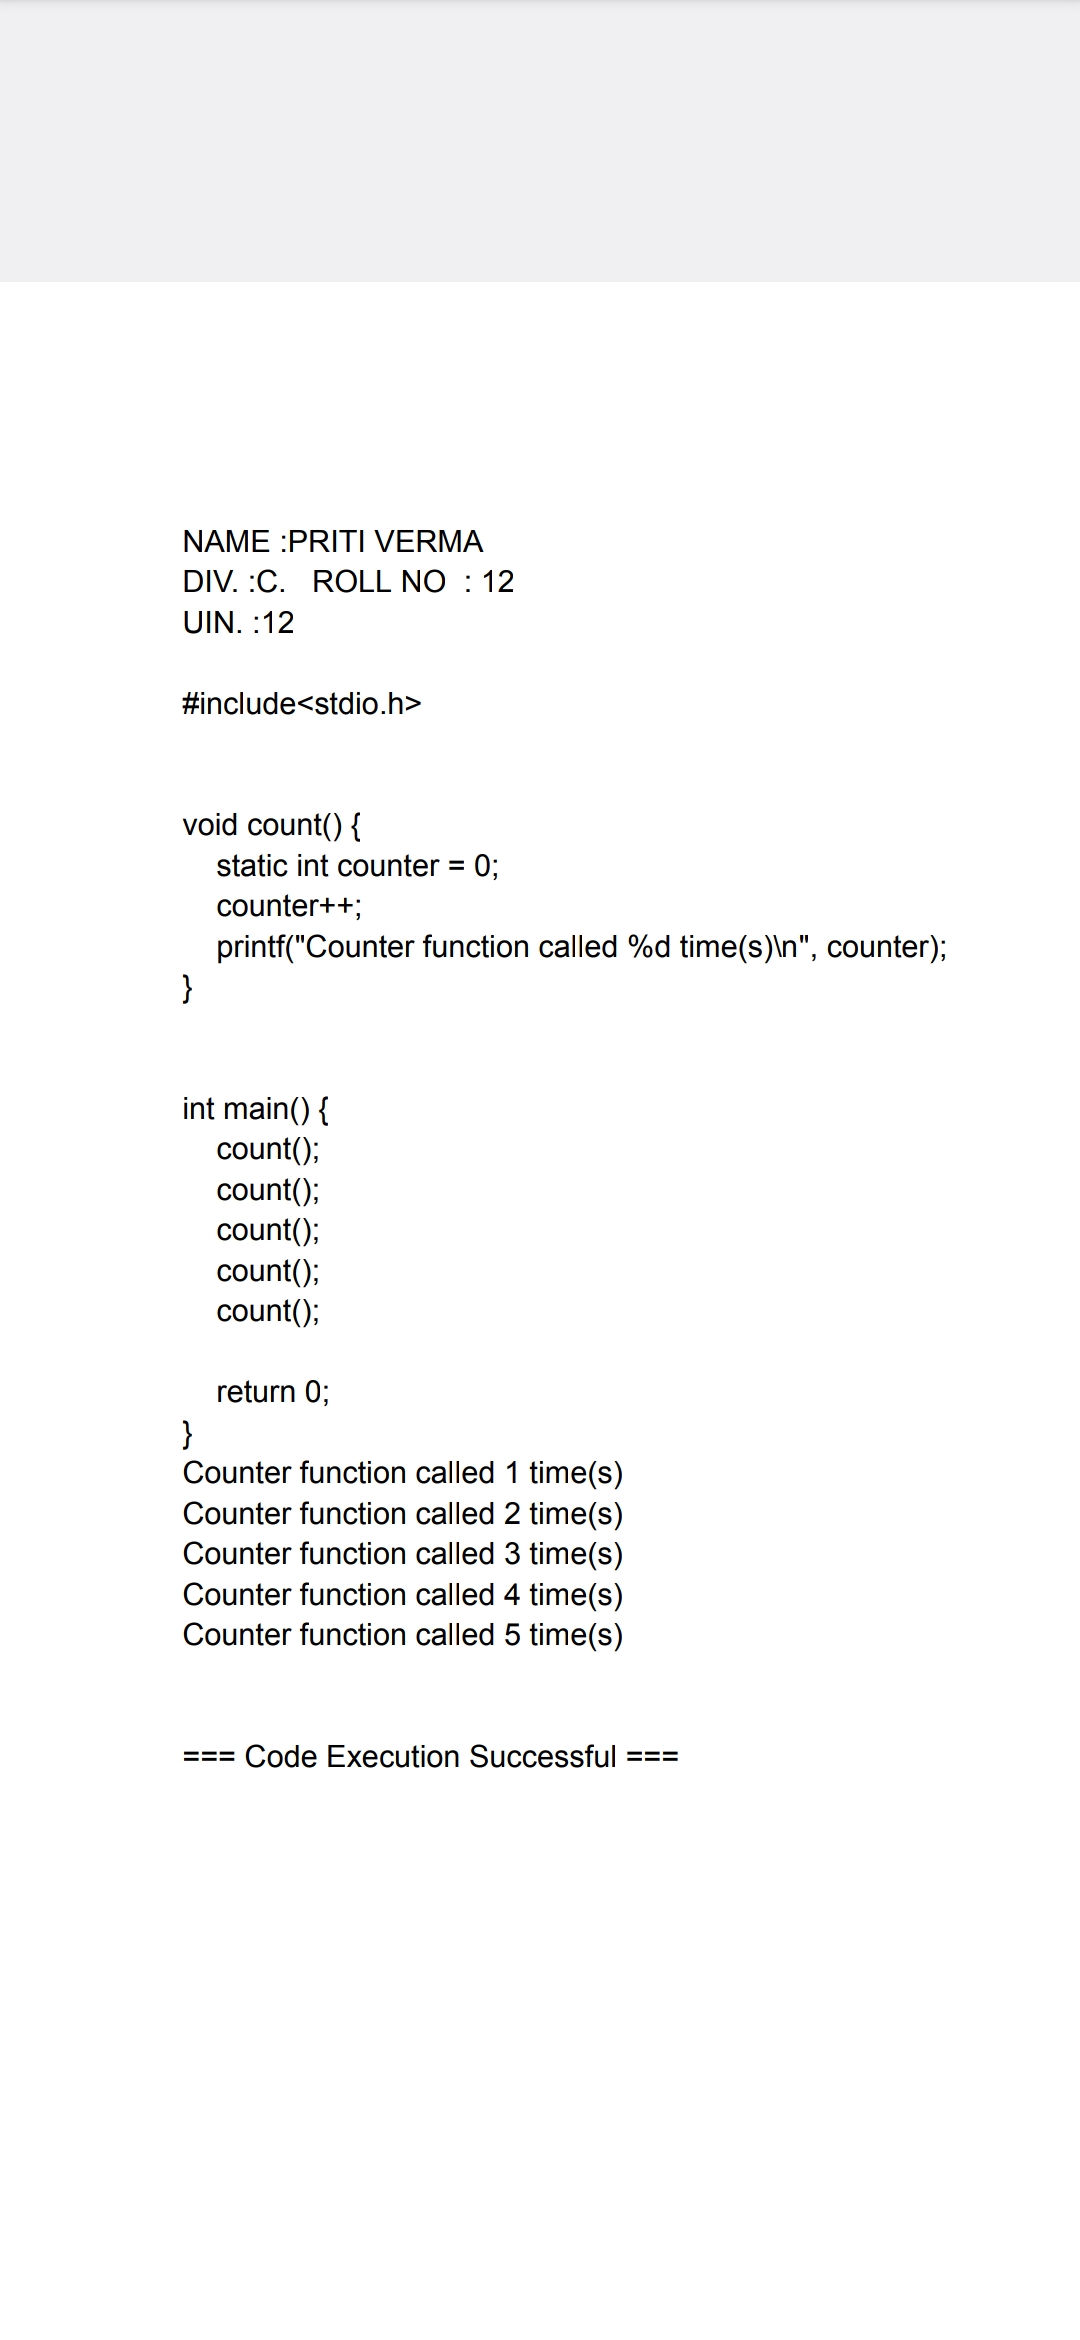 NAME :PRITI VERMA
DIV. :C.   ROLL NO  : 12
UIN. :12
#include<stdio.h>
void count() {
    static int counter = 0;
    counter++;
    printf("Counter function called %d time(s)\n", counter);
}
int main() {
    count();
    count();
    count();
    count();
    count();
    return 0;
}
Counter function called 1 time(s)
Counter function called 2 time(s)
Counter function called 3 time(s)
Counter function called 4 time(s)
Counter function called 5 time(s)
=== Code Execution Successful ===